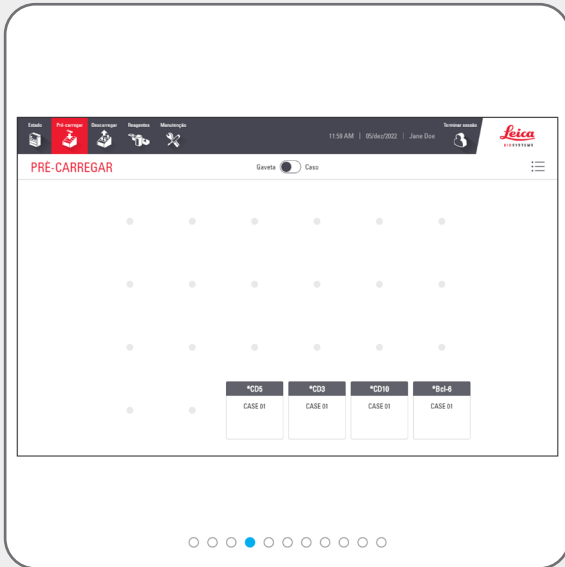 Estado Pré-carregar Descarregar Reagentes Manutenção Terminar sessão
11:59 AM | 05/dez/2022 | Jane Doe
Leica
BIOSYSTEMS
PRÉ-CARREGAR Gaveta Caso
*CD5 *CD3 *CD10 *Bcl-6
CASE 01 CASE 01 CASE 01 CASE 01